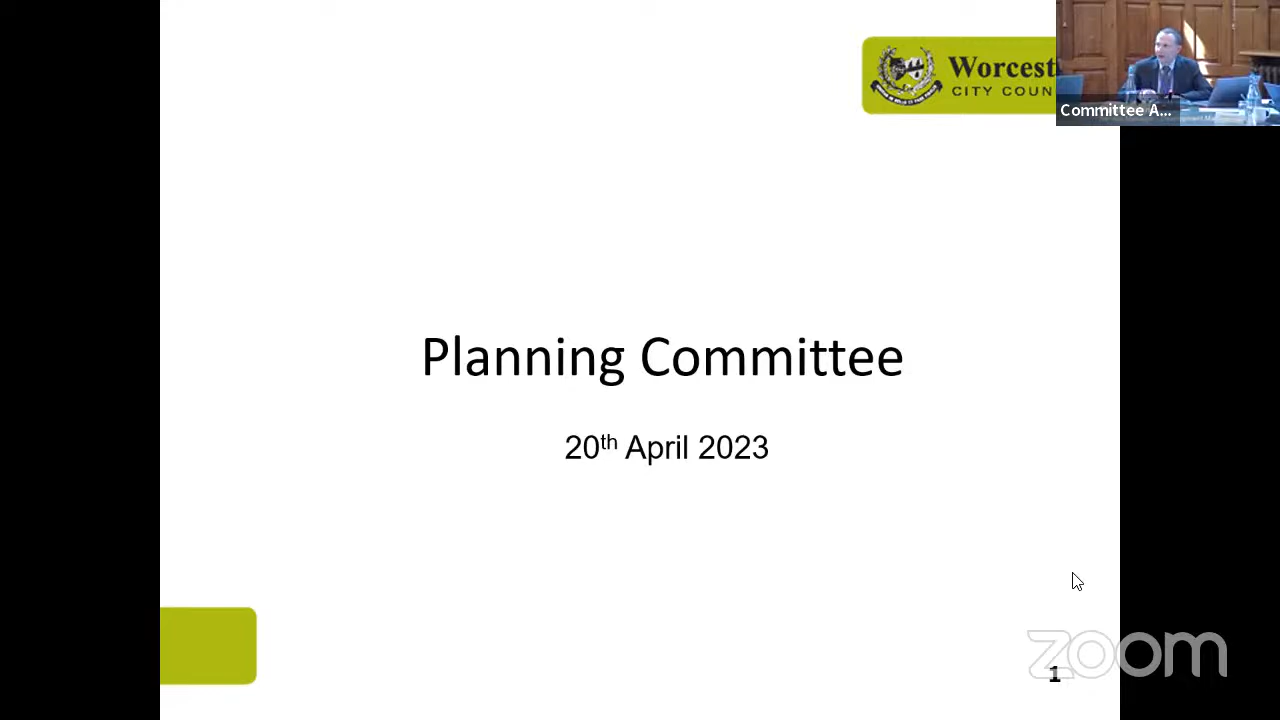 Worcest
CITY COUN
Committee A...
Planning Committee
20th April 2023
zoom
1